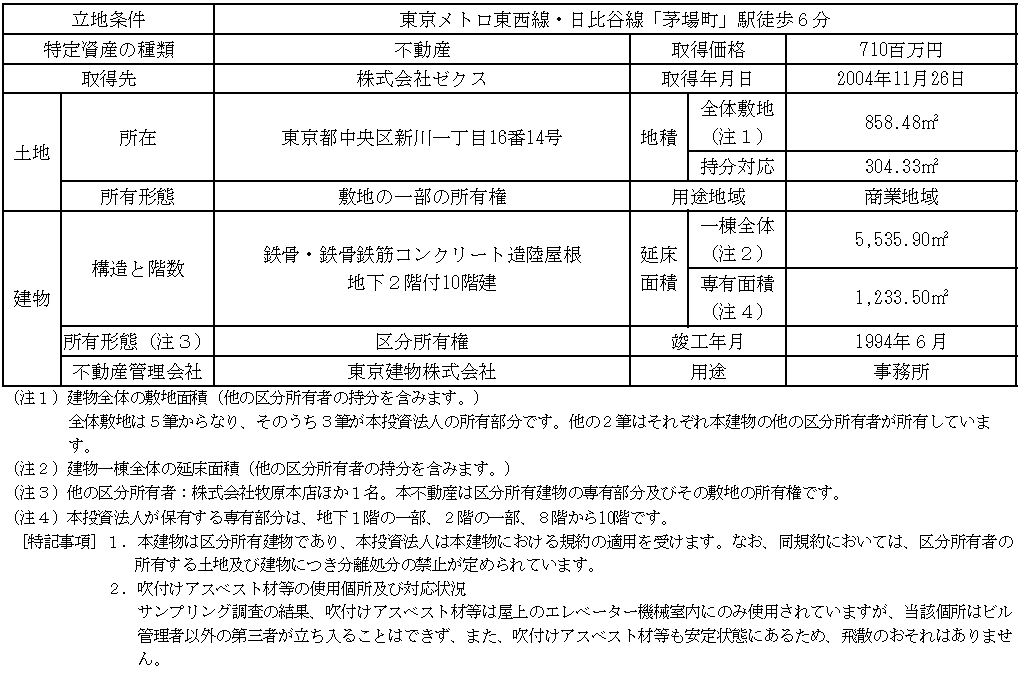 立地条件 東京メトロ東西線・日比谷線「茅場町」駅徒歩６分
特定資産の種類 不動産 取得価格 710百万円
取得先 株式会社ゼクス 取得年月日 2004年11月26日
土地 所在 東京都中央区新川一丁目16番14号 地積 全体敷地（注１） 858.48㎡
持分対応 304.33㎡
所有形態 敷地の一部の所有権 用途地域 商業地域
建物 構造と階数 鉄骨・鉄骨鉄筋コンクリート造陸屋根
地下２階付10階建 延床面積 一棟全体（注２） 5,535.90㎡
専有面積（注４） 1,233.50㎡
所有形態（注３） 区分所有権 竣工年月 1994年６月
不動産管理会社 東京建物株式会社 用途 事務所
（注１）建物全体の敷地面積（他の区分所有者の持分を含みます。）
全体敷地は５筆からなり、そのうち３筆が本投資法人の所有部分です。他の２筆はそれぞれ本建物の他の区分所有者が所有していま
す。
（注２）建物一棟全体の延床面積（他の区分所有者の持分を含みます。）
（注３）他の区分所有者：株式会社牧原本店ほか１名。本不動産は区分所有建物の専有部分及びその敷地の所有権です。
（注４）本投資法人が保有する専有部分は、地下１階の一部、２階の一部、８階から10階です。
［特記事項］１．本建物は区分所有建物であり、本投資法人は本建物における規約の適用を受けます。なお、同規約においては、区分所有者の
所有する土地及び建物につき分離処分の禁止が定められています。
２．吹付けアスベスト材等の使用個所及び対応状況
サンプリング調査の結果、吹付けアスベスト材等は屋上のエレベーター機械室内にのみ使用されていますが、当該個所はビル
管理者以外の第三者が立ち入ることはできず、また、吹付けアスベスト材等も安定状態にあるため、飛散のおそれはありませ
ん。